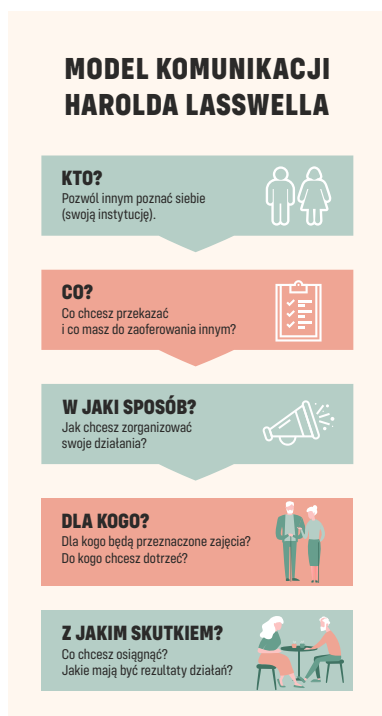 MODEL KOMUNIKACJI
HAROLDA LASSWELLA
KTO?
Pozwól innym poznać siebie
(swoją instytucję).
CO?
Co chcesz przekazać
i co masz do zaoferowania innym?
W JAKI SPOSÓB?
Jak chcesz zorganizować
swoje działania?
DLA KOGO?
Dla kogo będą przeznaczone zajęcia?
Do kogo chcesz dotrzeć?
Z JAKIM SKUTKIEM?
Co chcesz osiągnąć?
Jakie mają być rezultaty działań?